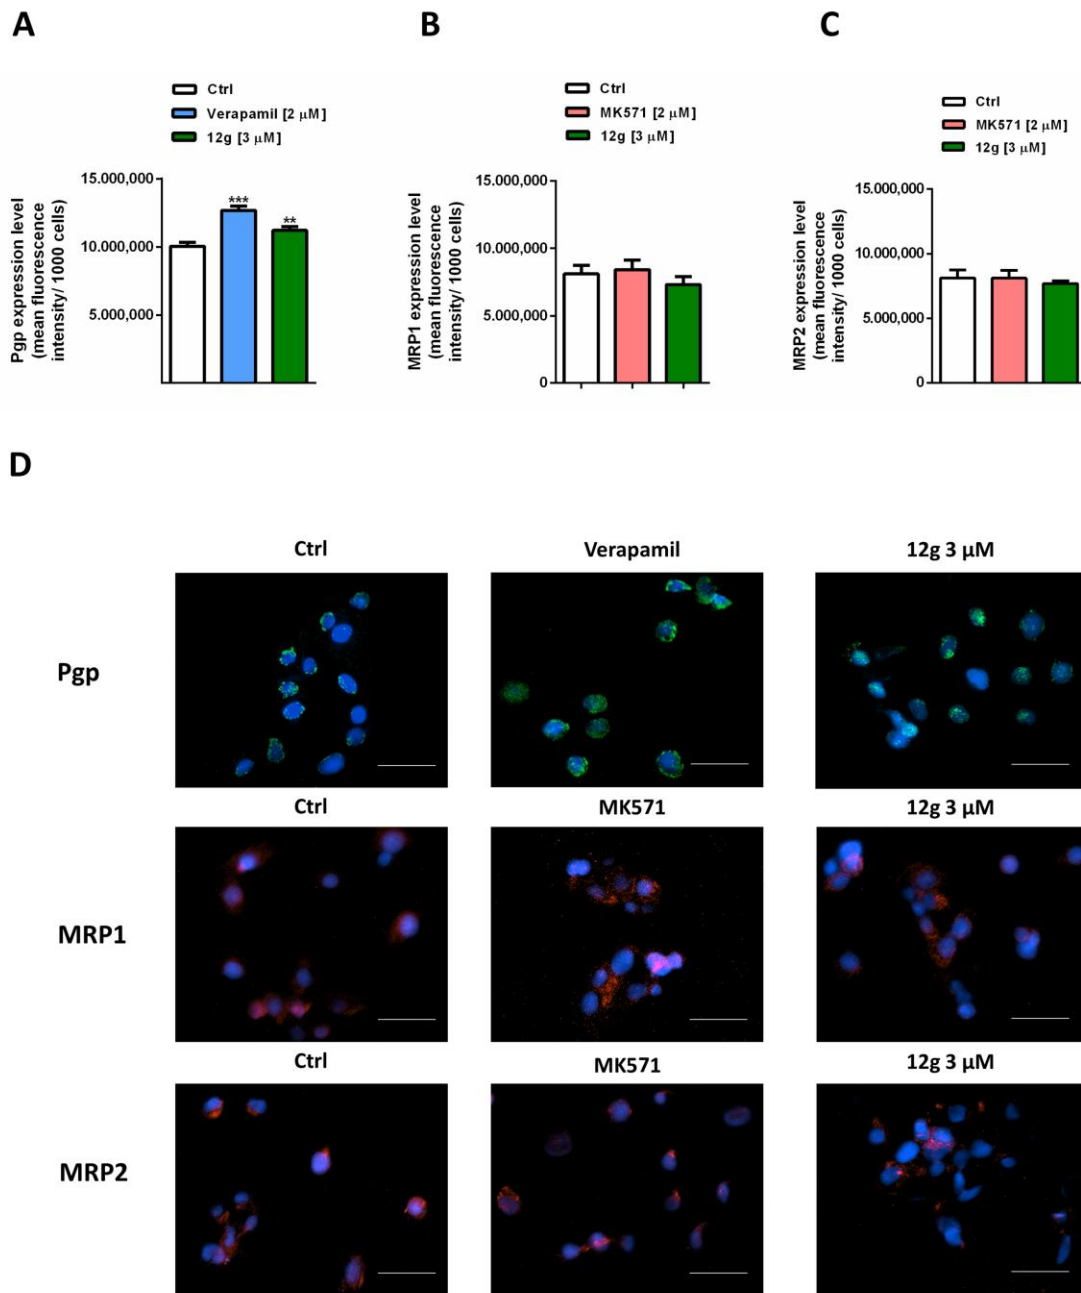 A
Ctrl
Verapamil [2 μM]
12g [3 μM]
Pgp expression level
(mean fluorescence
intensity/ 1000 cells)
15.000,000
10.000,000
5.000,000
***
**
B
Ctrl
MK571 [2 μM]
12g [3 μM]
MRP1 expression level
(mean fluorescence
intensity/ 1000 cells)
15.000,000
10.000,000
5.000,000
0
C
Ctrl
MK571 [2 μM]
12g [3 μM]
MRP2 expression level
(mean fluorescence
intensity/ 1000 cells)
15.000,000
10.000,000
5.000,000
0
D
Ctrl
Verapamil
12g 3 μM
Pgp
Ctrl
MK571
12g 3 μM
MRP1
Ctrl
MK571
12g 3 μM
MRP2